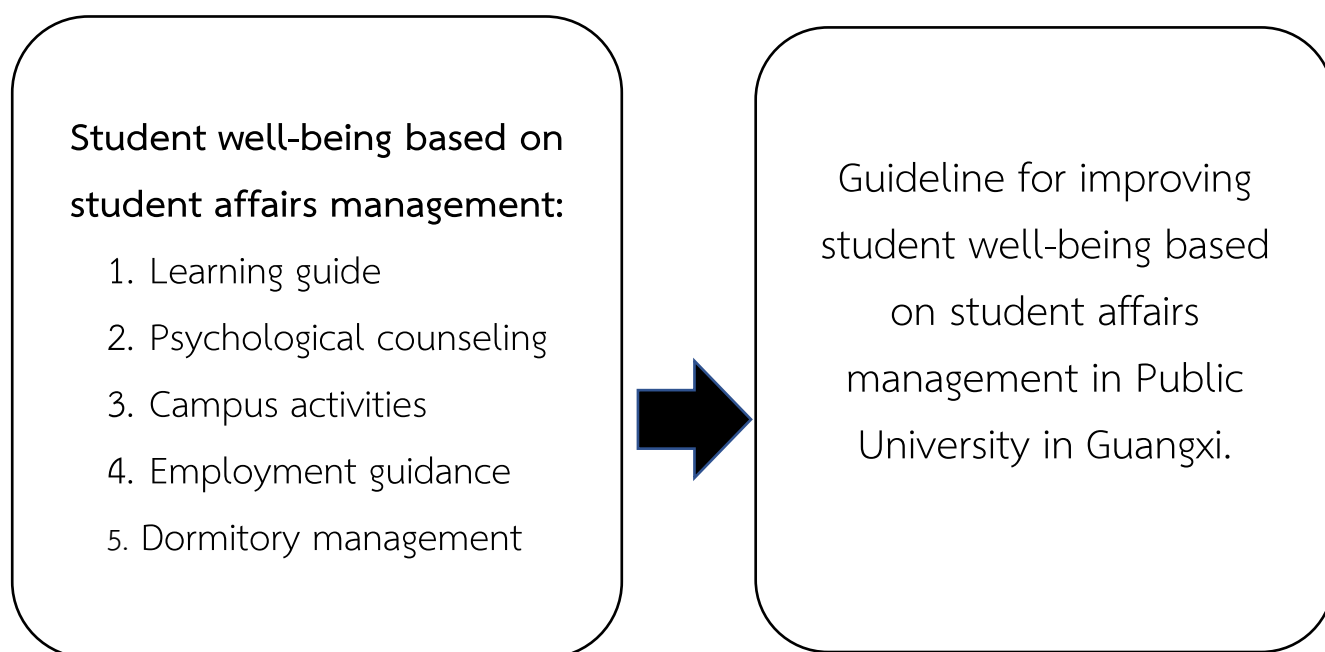 Student well-being based on
student affairs management:
1. Learning guide
2. Psychological counseling
3. Campus activities
4. Employment guidance
5. Dormitory management
Guideline for improving
student well-being based
on student affairs
management in Public
University in Guangxi.